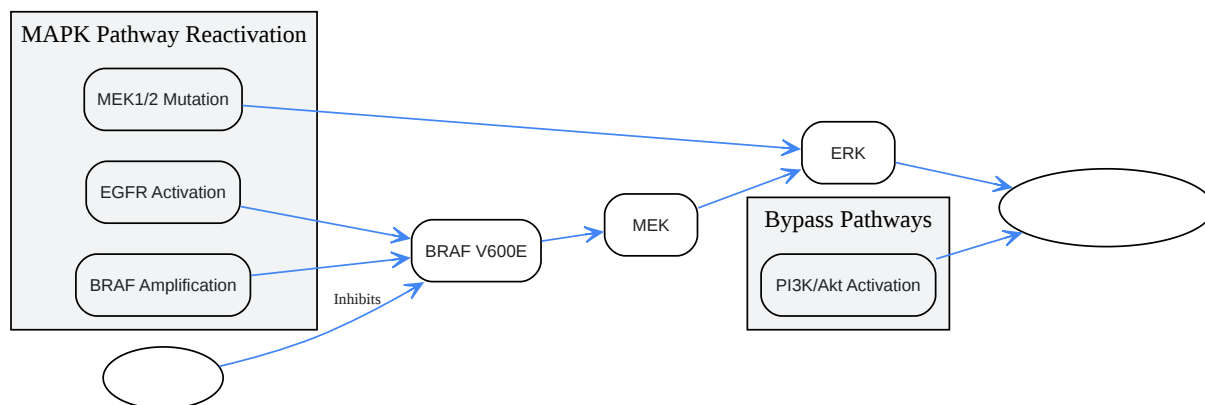 MAPK Pathway Reactivation
MEK1/2 Mutation
EGFR Activation
BRAF Amplification
Inhibits
BRAF V600E
MEK
ERK
Bypass Pathways
PI3K/Akt Activation